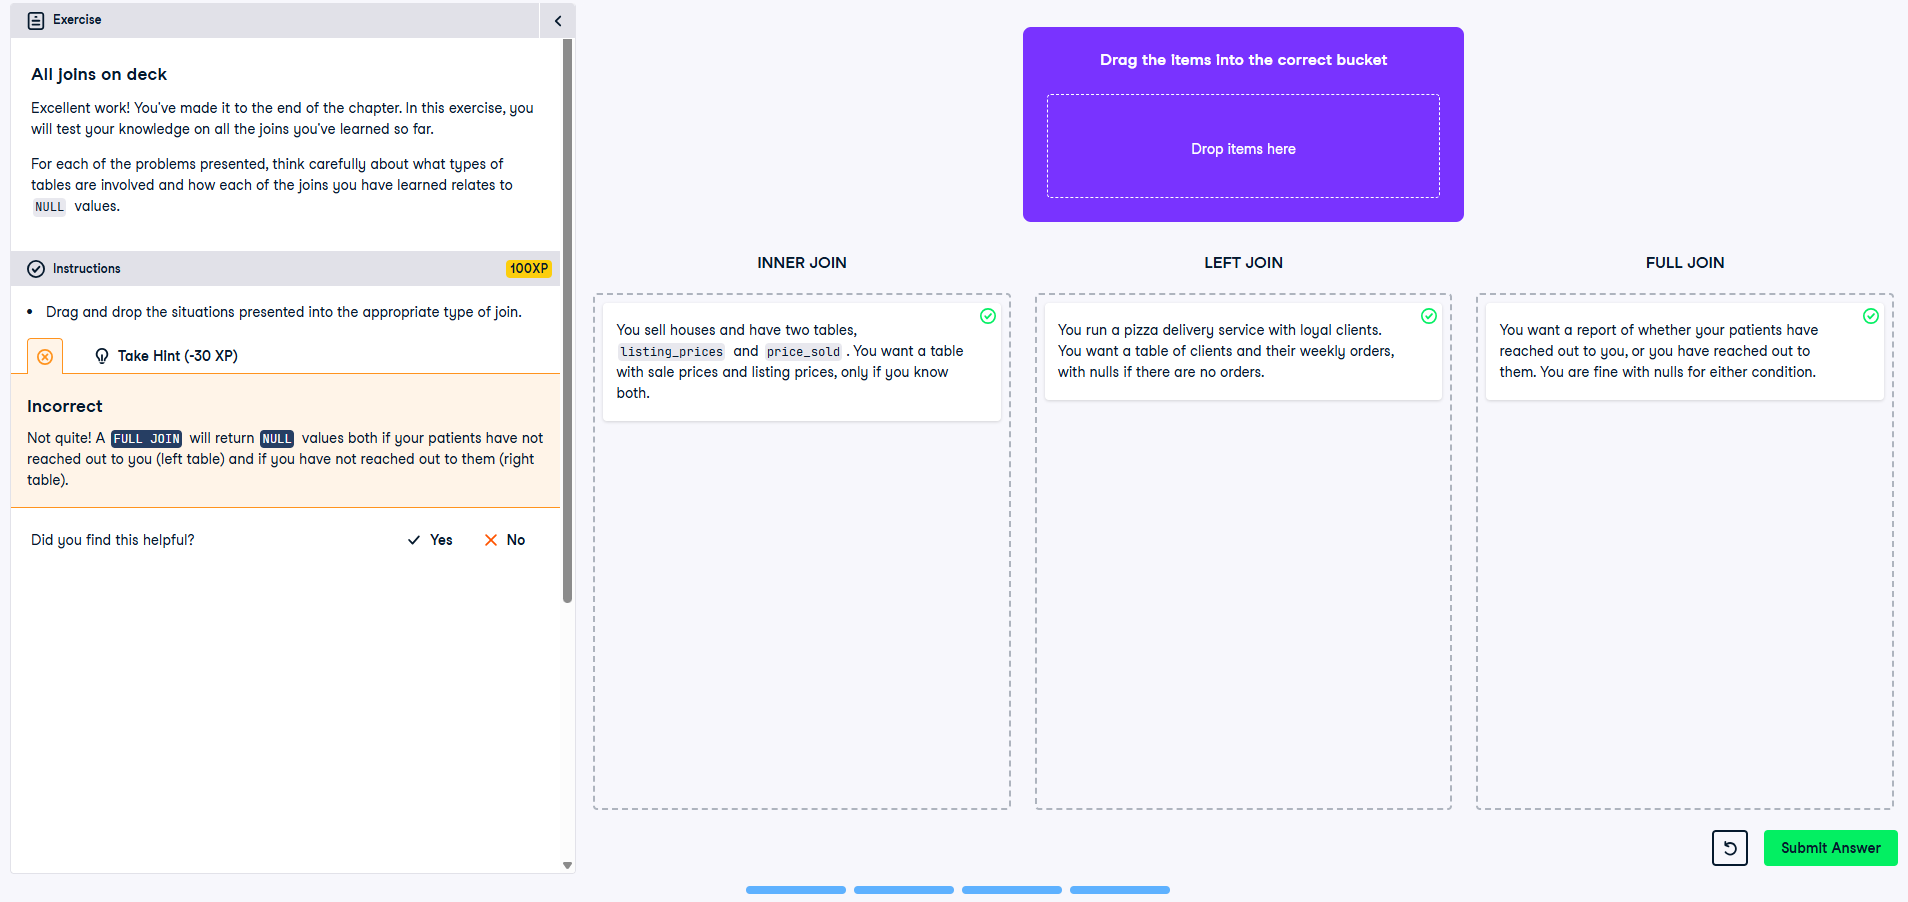 Exercise
All joins on deck
Excellent work! You've made it to the end of the chapter. In this exercise, you
will test your knowledge on all the joins you've learned so far.
For each of the problems presented, think carefully about what types of
tables are involved and how each of the joins you have learned relates to
NULL values.
Instructions
100XP
• Drag and drop the situations presented into the appropriate type of join.
Take Hint (-30 XP)
Incorrect
Not quite! A FULL JOIN will return NULL values both if your patients have not
reached out to you (left table) and if you have not reached out to them (right
table).
Did you find this helpful?
Yes
No
Drag the items into the correct bucket
Drop items here
INNER JOIN
You sell houses and have two tables,
listing_prices and price_sold . You want a table
with sale prices and listing prices, only if you know
both.
LEFT JOIN
You run a pizza delivery service with loyal clients.
You want a table of clients and their weekly orders,
with nulls if there are no orders.
FULL JOIN
You want a report of whether your patients have
reached out to you, or you have reached out to
them. You are fine with nulls for either condition.
Submit Answer